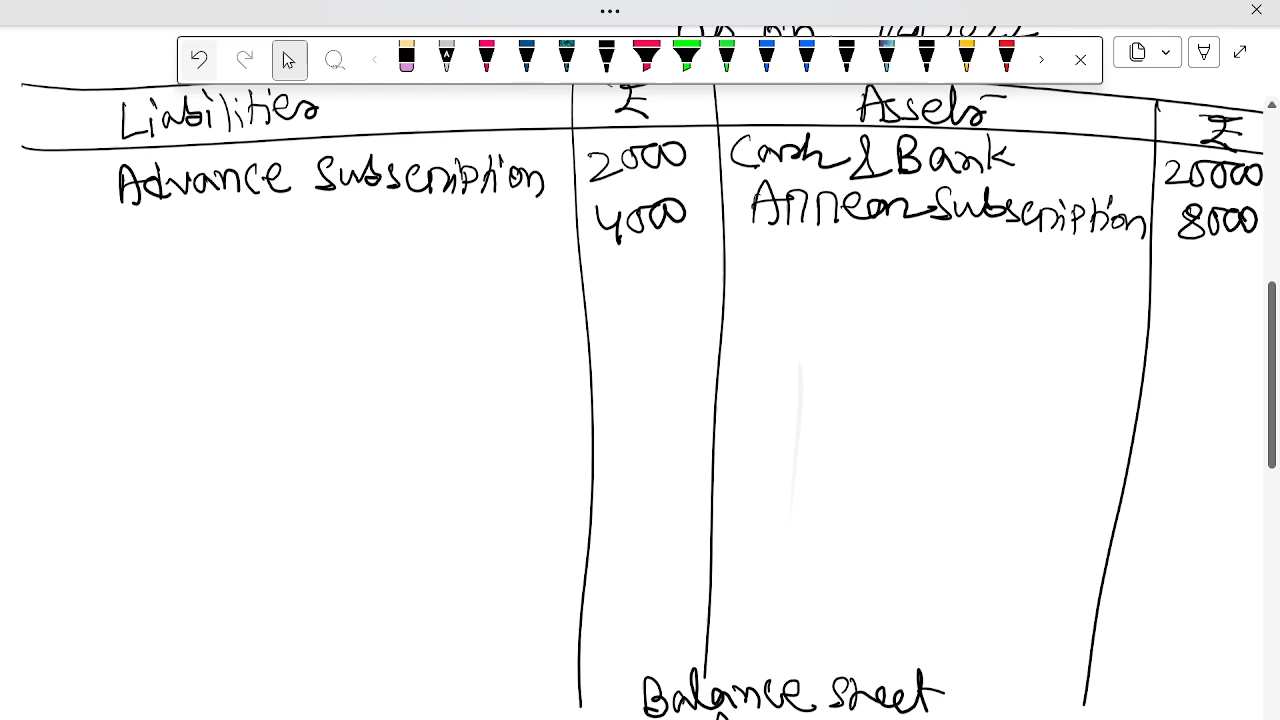 Liabilities ₹ Assets ₹
Advance Subscription 2000 Cash & Bank 20000
4000 Arrear Subscription 8000
Balance Sheet